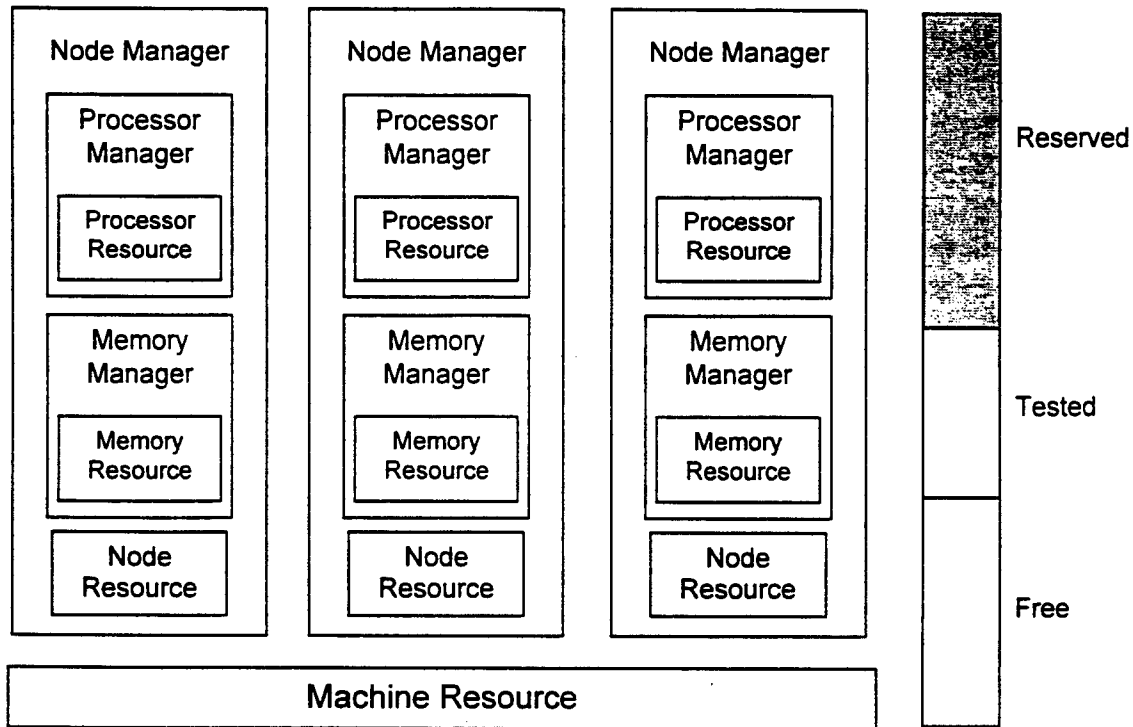 Node Manager
Processor
Manager
Processor
Resource
Memory
Manager
Memory
Resource
Node
Resource
Node Manager
Processor
Manager
Processor
Resource
Memory
Manager
Memory
Resource
Node
Resource
Node Manager
Processor
Manager
Processor
Resource
Memory
Manager
Memory
Resource
Node
Resource
Machine Resource
Reserved
Tested
Free